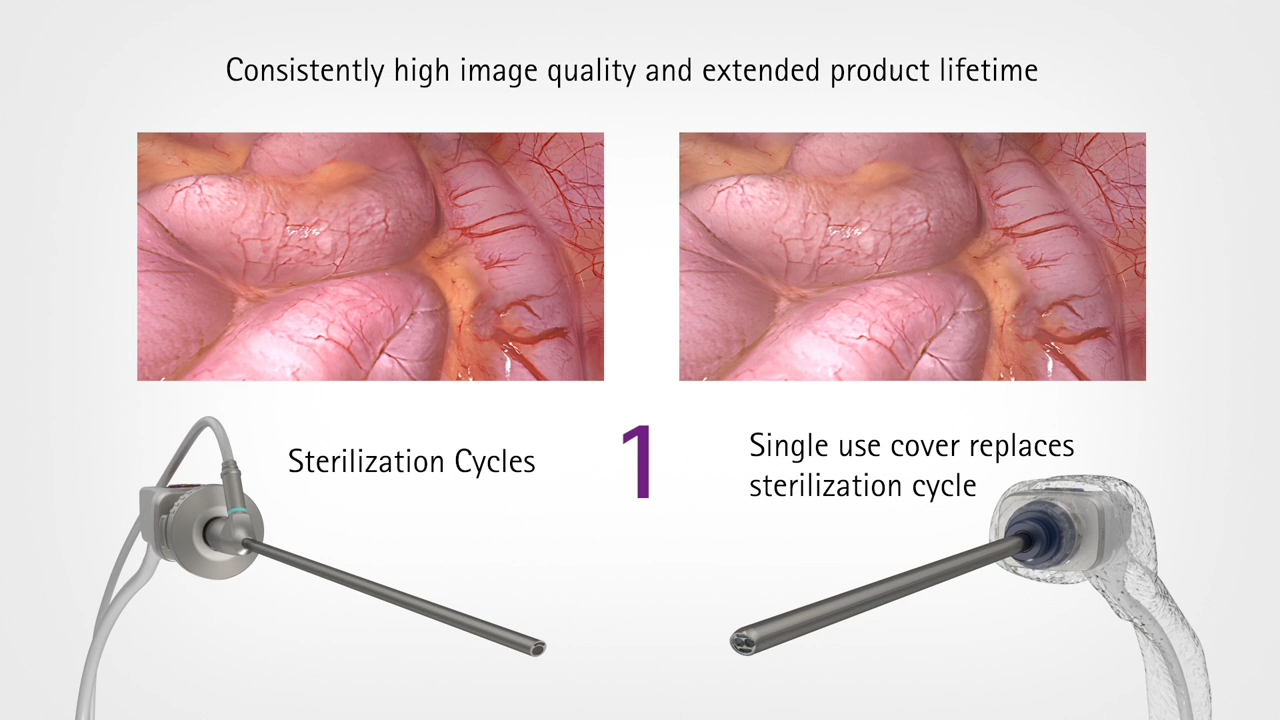 Consistently high image quality and extended product lifetime
Sterilization Cycles
1
Single use cover replaces
sterilization cycle